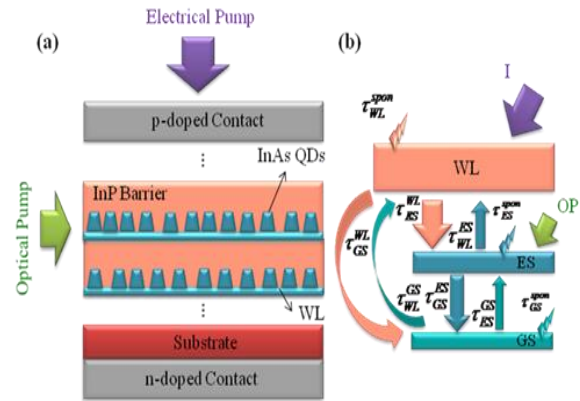 Electrical Pump
(a)
p-doped Contact
⋮
InAs QDs
InP Barrier
Optical Pump
WL
⋮
Substrate
n-doped Contact
(b)
I
τ_WL^spon
WL
OP
τ_ES^WL
τ_WL^ES
τ_ES^spon
τ_GS^WL
ES
τ_WL^GS
τ_GS^ES
τ_ES^GS
τ_GS^spon
GS